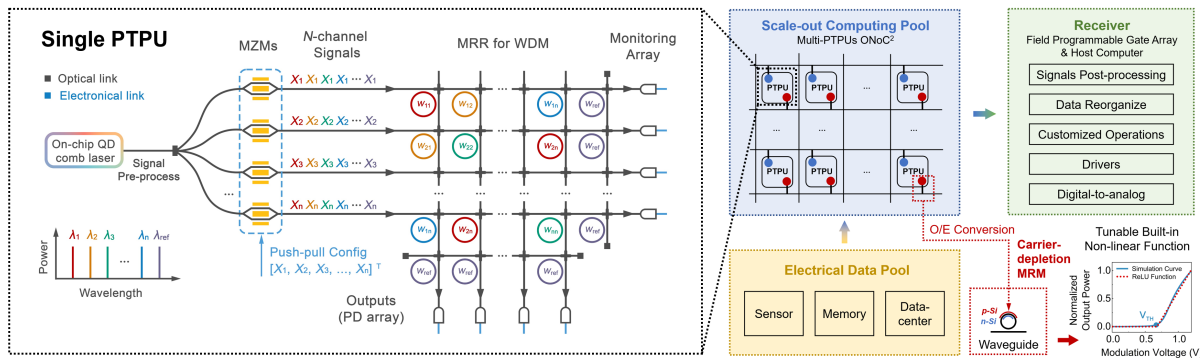 Single PTPU
Optical link
Electronical link
On-chip QD
comb laser
Signal
Pre-process
...
MZMs
N-channel
Signals
X1 X1 X1 X1 ··· X1
X2 X2 X2 X2 ··· X2
X3 X3 X3 X3 ··· X3
Xn Xn Xn Xn ··· Xn
Push-pull Config
[X1, X2, X3, ..., Xn] T
Power
λ1 λ2 λ3 ... λn λref
Wavelength
MRR for WDM
Monitoring
Array
w11 w12 w1n wref
w21 w22 w2n wref
... ...
w1n w2n wnn wref
wref wref wref wref
Outputs
(PD array)
Scale-out Computing Pool
Multi-PTPUs ONoC2
PTPU PTPU ... PTPU
... ... ...
PTPU PTPU ... PTPU
Electrical Data Pool
Sensor
Memory
Data-
center
Receiver
Field Programmable Gate Array
& Host Computer
Signals Post-processing
Data Reorganize
Customized Operations
Drivers
Digital-to-analog
O/E Conversion
Carrier-
depletion
MRM
p-Si
n-Si
Waveguide
Tunable Built-in
Non-linear Function
Simulation Curve
ReLU Function
Normalized
Output Power
1.0
0.5
0.0
VTH
0.0 0.5 1.0
Modulation Voltage (V